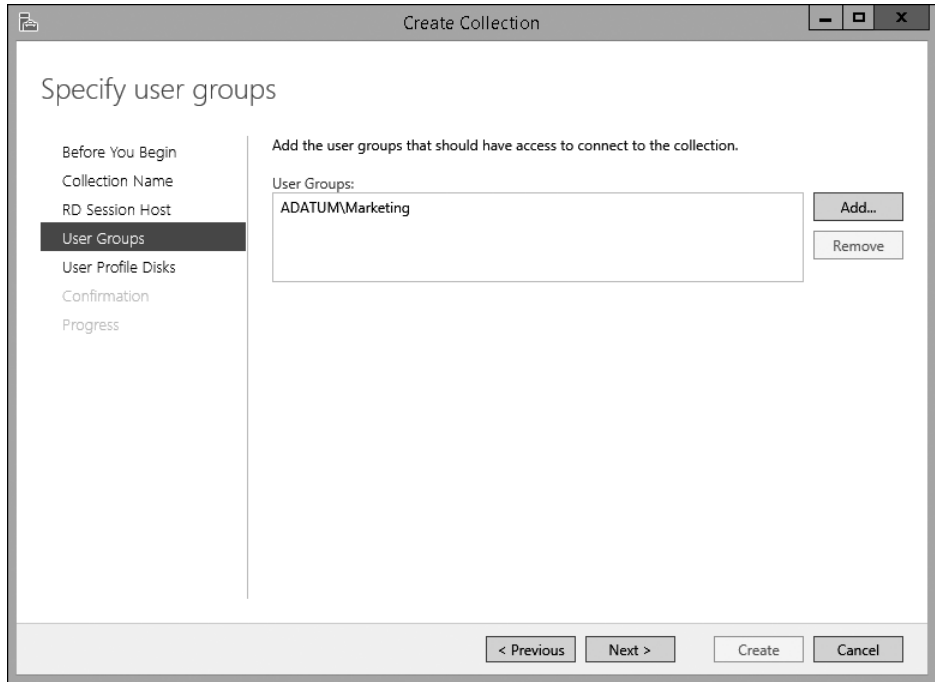 Create Collection
Specify user groups
Before You Begin
Collection Name
RD Session Host
User Groups
User Profile Disks
Confirmation
Progress
Add the user groups that should have access to connect to the collection.
User Groups:
ADATUM\Marketing
Add...
Remove
< Previous
Next >
Create
Cancel